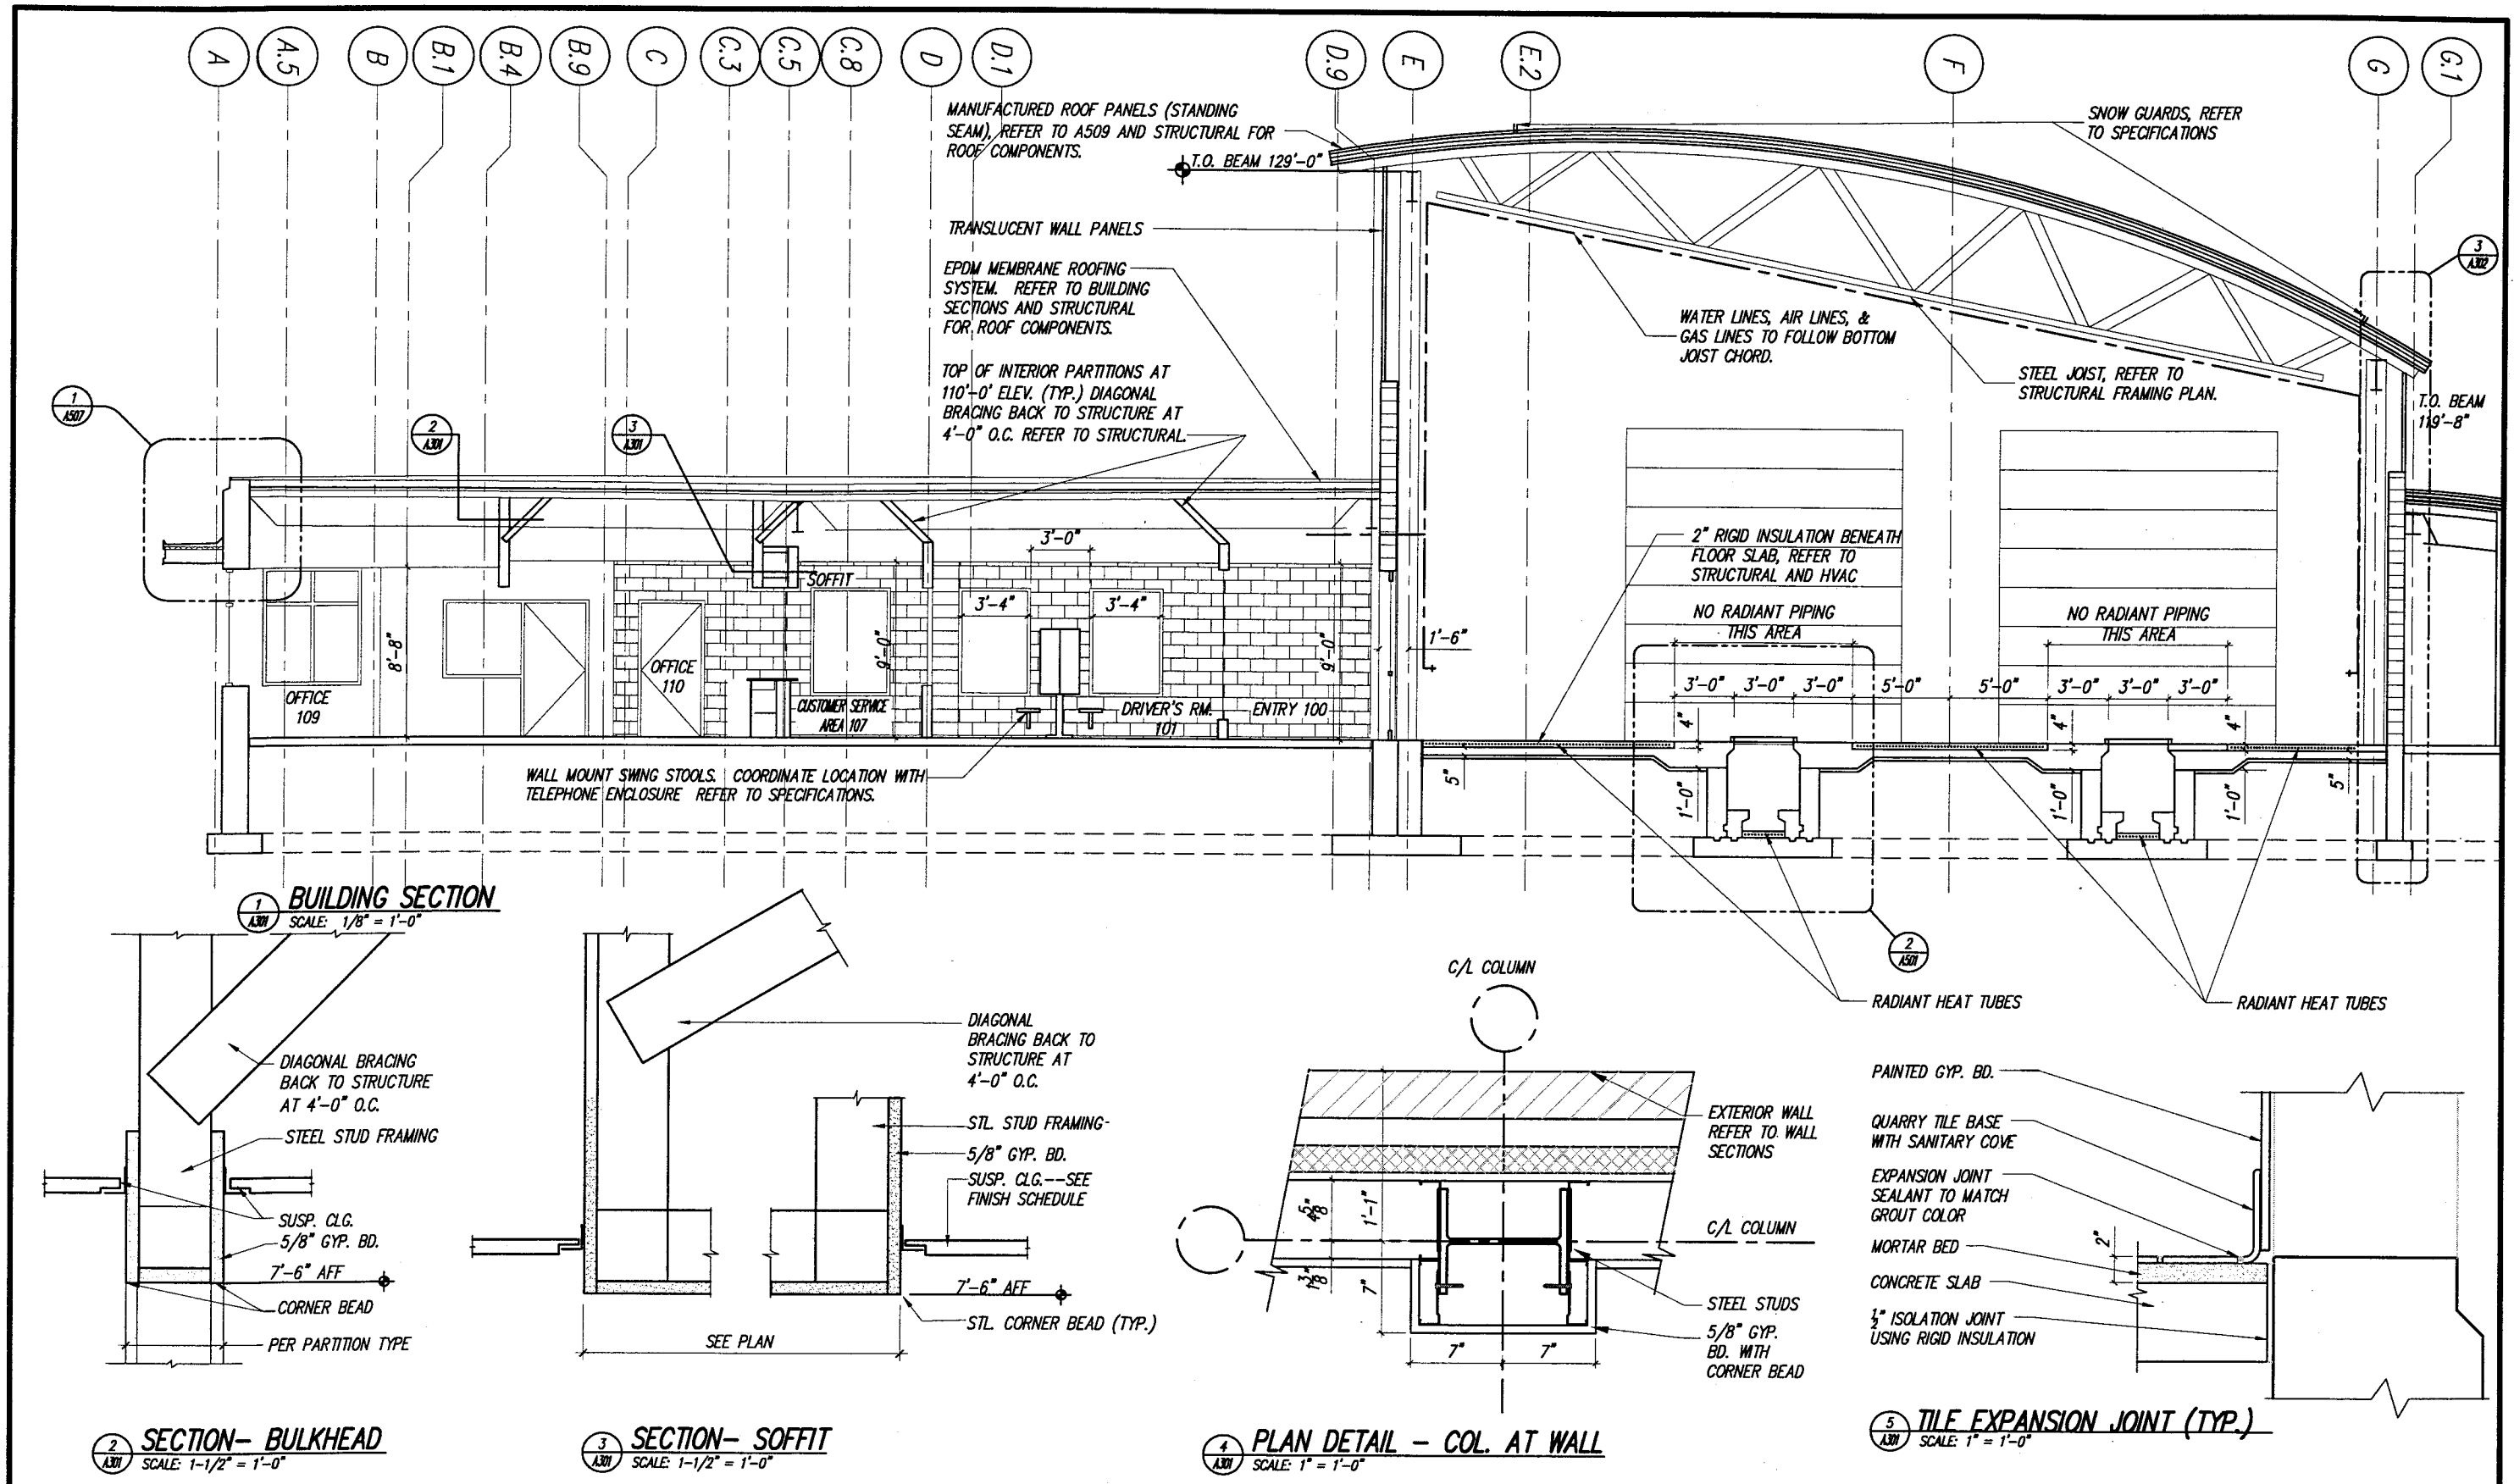 A
A.5
B
B.1
B.4
B.9
C
C.3
C.5
C.8
D
D.1
D.9
E
E.2
F
G
G.1
MANUFACTURED ROOF PANELS (STANDING
SEAM), REFER TO A509 AND STRUCTURAL FOR
ROOF COMPONENTS.
T.O. BEAM 129'-0"
SNOW GUARDS, REFER
TO SPECIFICATIONS
TRANSLUCENT WALL PANELS
3
A302
EPDM MEMBRANE ROOFING
SYSTEM. REFER TO BUILDING
SECTIONS AND STRUCTURAL
FOR ROOF COMPONENTS.
WATER LINES, AIR LINES, &
GAS LINES TO FOLLOW BOTTOM
JOIST CHORD.
TOP OF INTERIOR PARTITIONS AT
110'-0' ELEV. (TYP.) DIAGONAL
BRACING BACK TO STRUCTURE AT
4'-0" O.C. REFER TO STRUCTURAL.
STEEL JOIST, REFER TO
STRUCTURAL FRAMING PLAN.
T.O. BEAM
119'-8"
1
A507
2
A301
3
A301
3'-0"
2" RIGID INSULATION BENEATH
FLOOR SLAB, REFER TO
STRUCTURAL AND HVAC
SOFFIT
3'-4"
3'-4"
NO RADIANT PIPING
THIS AREA
NO RADIANT PIPING
THIS AREA
8'-8"
9'-0"
9'-0"
1'-6"
OFFICE
109
OFFICE
110
CUSTOMER SERVICE
AREA 107
DRIVER'S RM.
101
ENTRY 100
3'-0"
3'-0"
3'-0"
5'-0"
5'-0"
3'-0"
3'-0"
3'-0"
4"
4"
4"
WALL MOUNT SWING STOOLS. COORDINATE LOCATION WITH
TELEPHONE ENCLOSURE REFER TO SPECIFICATIONS.
5"
1'-0"
1'-0"
1'-0"
5"
1
A301
BUILDING SECTION
SCALE: 1/8" = 1'-0"
2
A501
RADIANT HEAT TUBES
RADIANT HEAT TUBES
DIAGONAL BRACING
BACK TO STRUCTURE
AT 4'-0" O.C.
STEEL STUD FRAMING
SUSP. CLG.
5/8" GYP. BD.
7'-6" AFF
CORNER BEAD
PER PARTITION TYPE
2
A301
SECTION- BULKHEAD
SCALE: 1-1/2" = 1'-0"
DIAGONAL
BRACING BACK TO
STRUCTURE AT
4'-0" O.C.
STL. STUD FRAMING-
5/8" GYP. BD.
SUSP. CLG.--SEE
FINISH SCHEDULE
7'-6" AFF
STL. CORNER BEAD (TYP.)
SEE PLAN
3
A301
SECTION- SOFFIT
SCALE: 1-1/2" = 1'-0"
C/L COLUMN
EXTERIOR WALL
REFER TO WALL
SECTIONS
4 5/8"
1'-1"
C/L COLUMN
1 3/8"
7"
STEEL STUDS
5/8" GYP.
BD. WITH
CORNER BEAD
7"
7"
4
A301
PLAN DETAIL - COL. AT WALL
SCALE: 1" = 1'-0"
PAINTED GYP. BD.
QUARRY TILE BASE
WITH SANITARY COVE
EXPANSION JOINT
SEALANT TO MATCH
GROUT COLOR
2"
MORTAR BED
CONCRETE SLAB
1/2" ISOLATION JOINT
USING RIGID INSULATION
5
A301
TILE EXPANSION JOINT (TYP.)
SCALE: 1" = 1'-0"